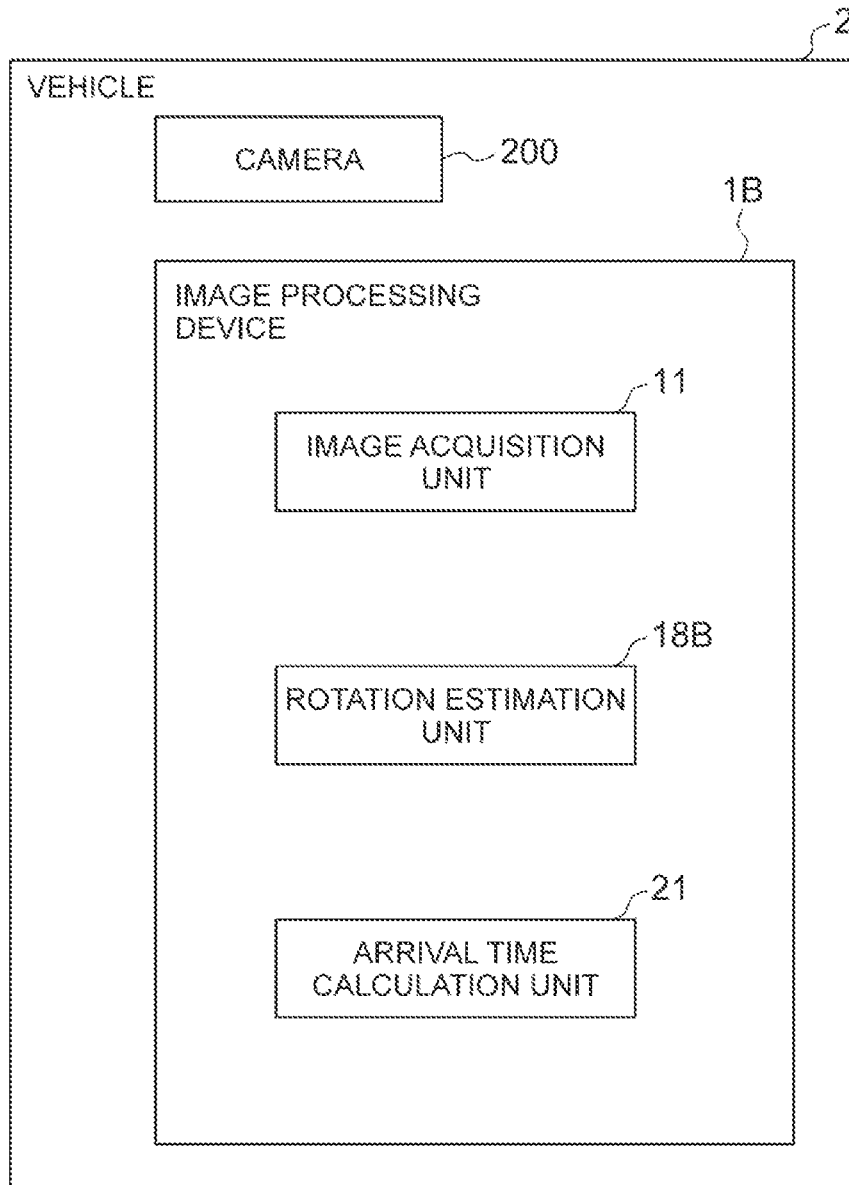 2
VEHICLE
CAMERA
200
1B
IMAGE PROCESSING
DEVICE
11
IMAGE ACQUISITION
UNIT
18B
ROTATION ESTIMATION
UNIT
21
ARRIVAL TIME
CALCULATION UNIT